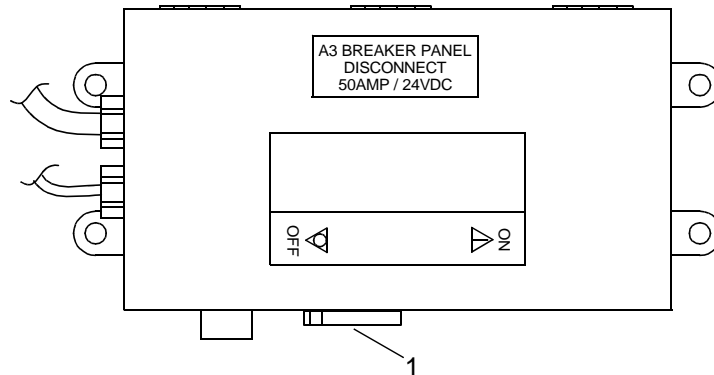 A3 BREAKER PANEL
DISCONNECT
50AMP / 24VDC
OFF
ON
1